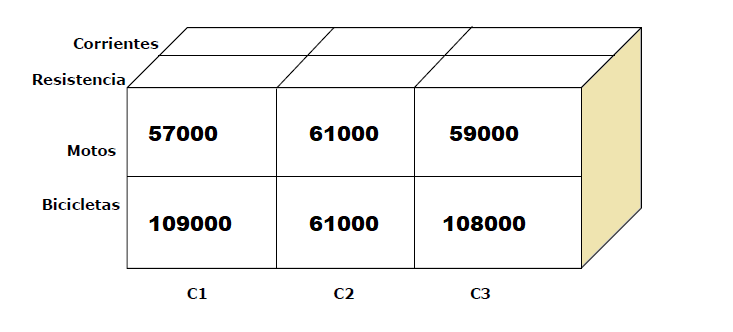 Corrientes
Resistencia
57000 61000 59000
Motos
Bicicletas
109000 61000 108000
C1 C2 C3